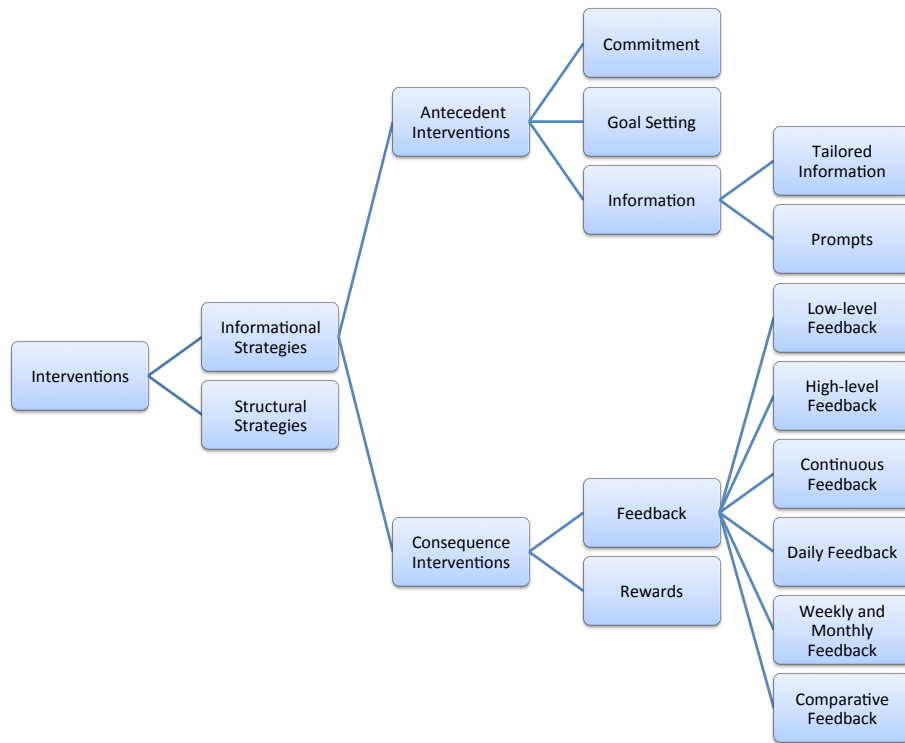 Commitment
Antecedent
Interventions
Goal Setting
Tailored
Information
Information
Prompts
Low-level
Feedback
Informational
Strategies
Interventions
High-level
Feedback
Structural
Strategies
Continuous
Feedback
Feedback
Consequence
Interventions
Daily Feedback
Rewards
Weekly and
Monthly
Feedback
Comparative
Feedback